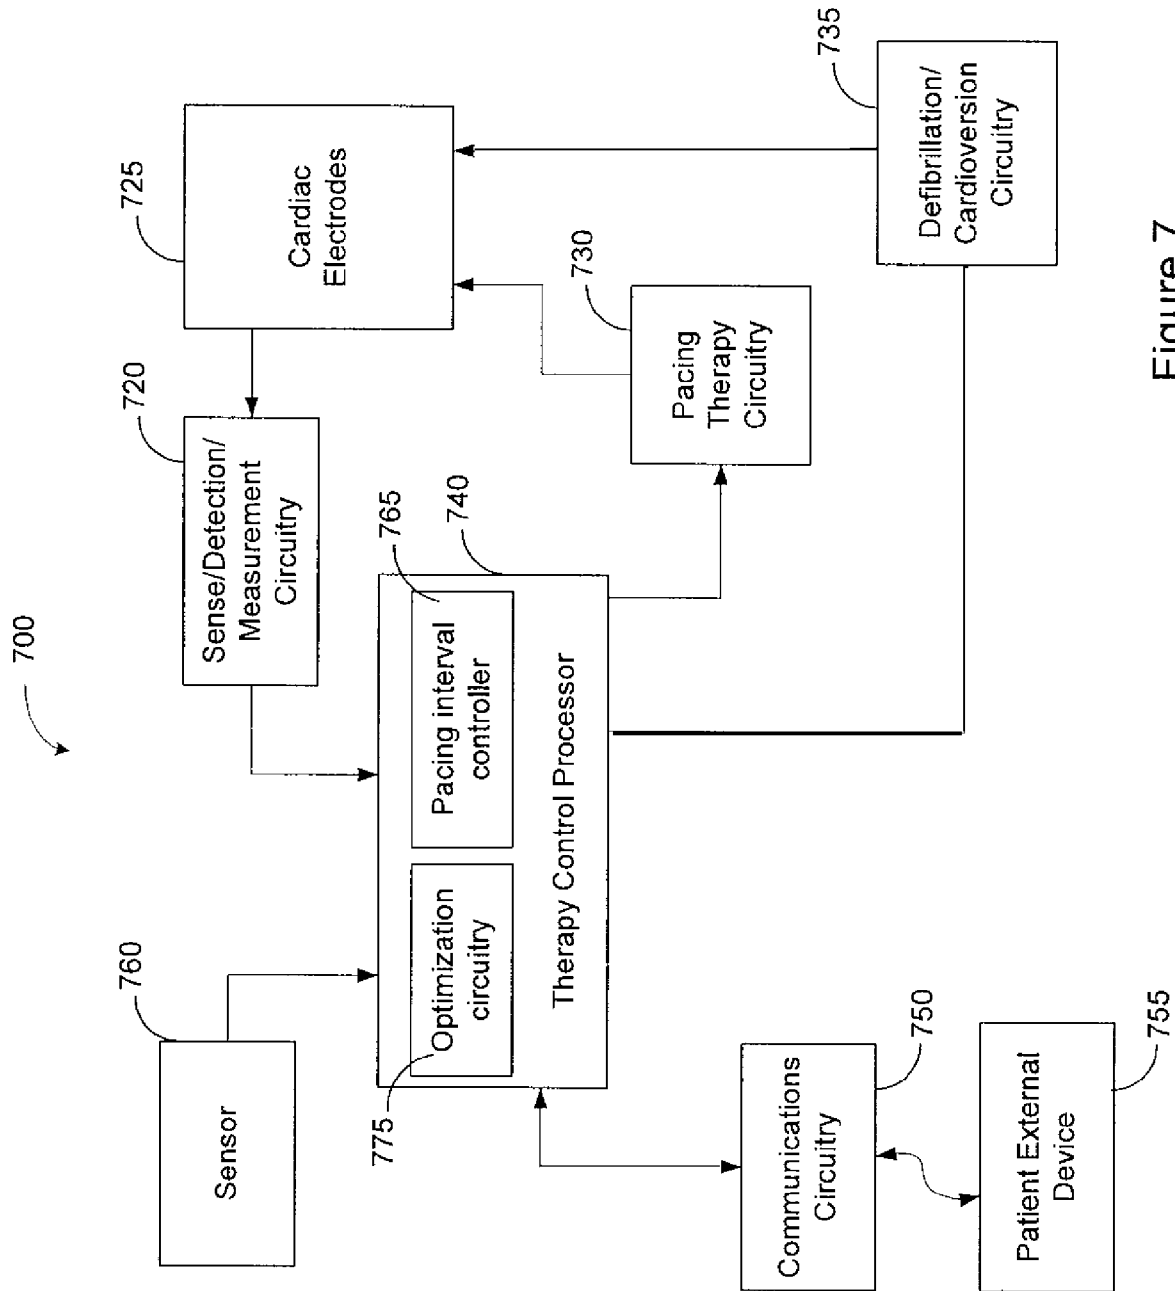 700
760
Sensor
720
Sense/Detection/
Measurement
Circuitry
725
Cardiac
Electrodes
775
Optimization
circuitry
765
Pacing interval
controller
740
Therapy Control Processor
730
Pacing
Therapy
Circuitry
735
Defibrillation/
Cardioversion
Circuitry
750
Communications
Circuitry
755
Patient External
Device
Figure 7